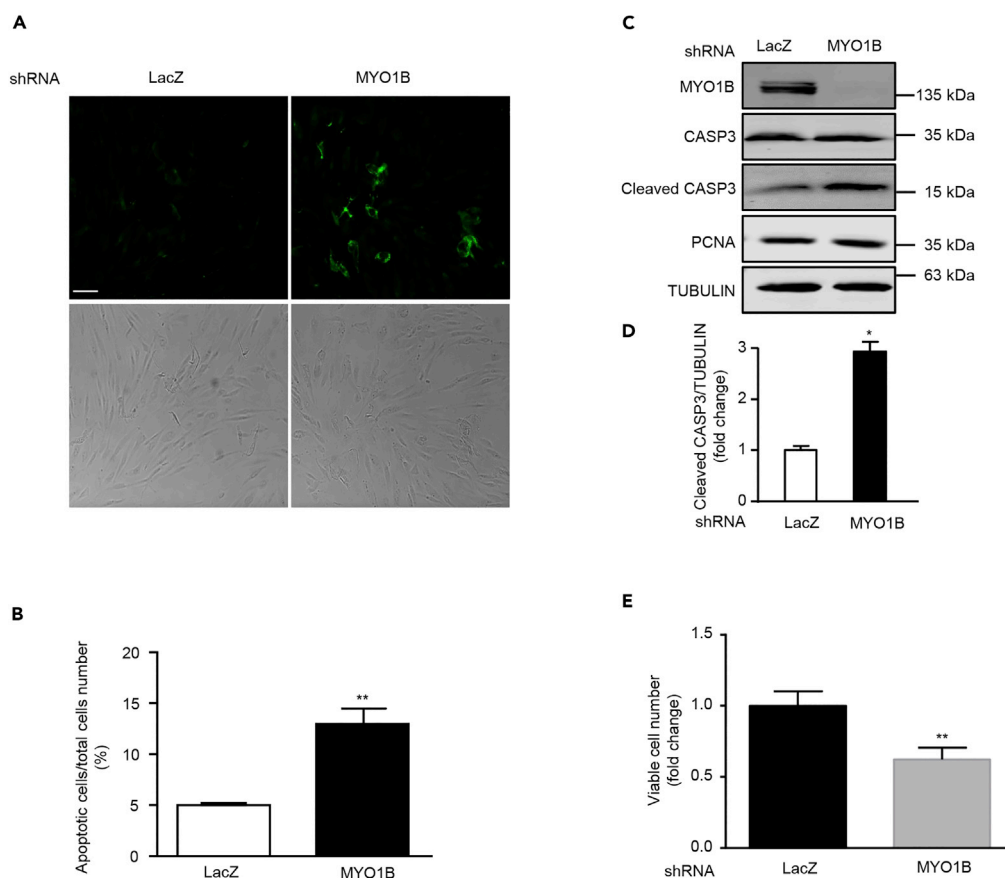 A
shRNA LacZ MYO1B
B
Apoptotic cells/total cells number
(%)
20
15
10
5
0
**
LacZ MYO1B
C
shRNA LacZ MYO1B
MYO1B 135 kDa
CASP3 35 kDa
Cleaved CASP3 15 kDa
PCNA 35 kDa
TUBULIN 63 kDa
D
Cleaved CASP3/TUBULIN
(fold change)
3
2
1
0
*
shRNA LacZ MYO1B
E
Viable cell number
(fold change)
1.5
1.0
0.5
0.0
**
shRNA LacZ MYO1B